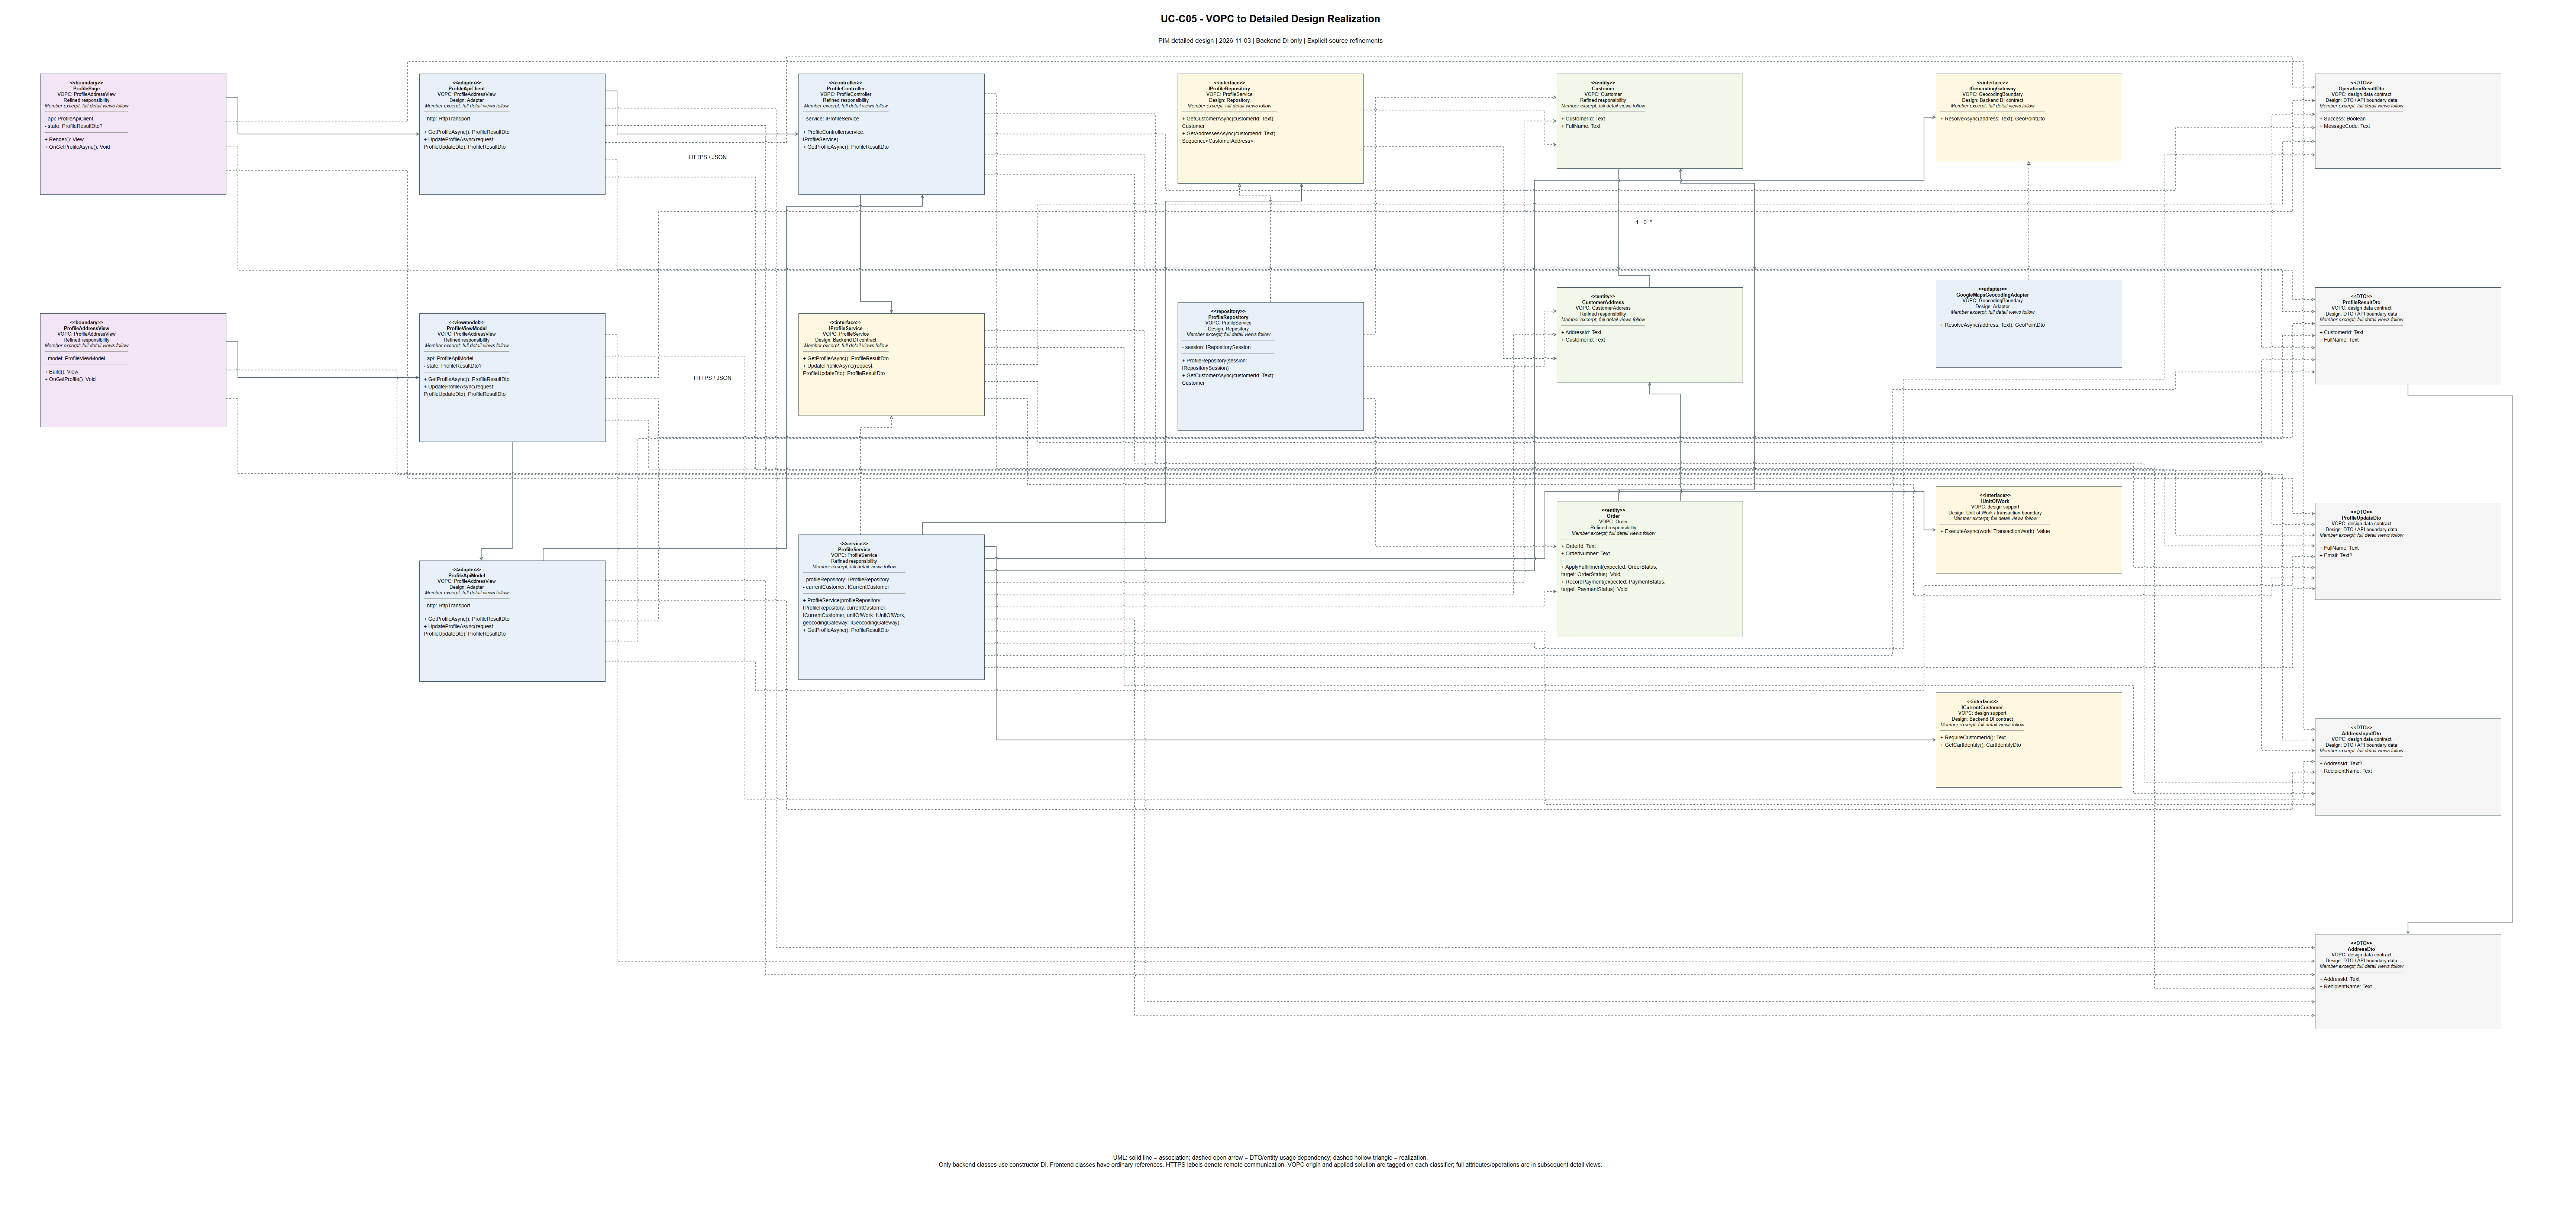 UC-C05 - VOPC to Detailed Design Realization
PIM detailed design | 2026-11-03 | Backend DI only | Explicit source refinements
<<boundary>>
ProfilePage
VOPC: ProfileAddressView
Refined responsibility
Member excerpt; full detail views follow
- api: ProfileApiClient
- state: ProfileResultDto?
+ Render(): View
+ OnGetProfileAsync(): Void
<<adapter>>
ProfileApiClient
VOPC: ProfileAddressView
Design: Adapter
Member excerpt; full detail views follow
- http: HttpTransport
+ GetProfileAsync(): ProfileResultDto
+ UpdateProfileAsync(request:
ProfileUpdateDto): ProfileResultDto
HTTPS / JSON
<<controller>>
ProfileController
VOPC: ProfileController
Refined responsibility
Member excerpt; full detail views follow
- service: IProfileService
+ ProfileController(service:
IProfileService)
+ GetProfileAsync(): ProfileResultDto
<<interface>>
IProfileRepository
VOPC: ProfileService
Design: Repository
Member excerpt; full detail views follow
+ GetCustomerAsync(customerId: Text):
Customer
+ GetAddressesAsync(customerId: Text):
Sequence<CustomerAddress>
<<entity>>
Customer
VOPC: Customer
Refined responsibility
Member excerpt; full detail views follow
+ CustomerId: Text
+ FullName: Text
1 : 0..*
<<interface>>
IGeocodingGateway
VOPC: GeocodingBoundary
Design: Backend DI contract
Member excerpt; full detail views follow
+ ResolveAsync(address: Text): GeoPointDto
<<DTO>>
OperationResultDto
VOPC: design data contract
Design: DTO / API boundary data
Member excerpt; full detail views follow
+ Success: Boolean
+ MessageCode: Text
<<boundary>>
ProfileAddressView
VOPC: ProfileAddressView
Refined responsibility
Member excerpt; full detail views follow
- model: ProfileViewModel
+ Build(): View
+ OnGetProfile(): Void
<<viewmodel>>
ProfileViewModel
VOPC: ProfileAddressView
Refined responsibility
Member excerpt; full detail views follow
- api: ProfileApiModel
- state: ProfileResultDto?
+ GetProfileAsync(): ProfileResultDto
+ UpdateProfileAsync(request:
ProfileUpdateDto): ProfileResultDto
HTTPS / JSON
<<interface>>
IProfileService
VOPC: ProfileService
Design: Backend DI contract
Member excerpt; full detail views follow
+ GetProfileAsync(): ProfileResultDto
+ UpdateProfileAsync(request:
ProfileUpdateDto): ProfileResultDto
<<repository>>
ProfileRepository
VOPC: ProfileService
Design: Repository
Member excerpt; full detail views follow
- session: IRepositorySession
+ ProfileRepository(session:
IRepositorySession)
+ GetCustomerAsync(customerId: Text):
Customer
<<entity>>
CustomerAddress
VOPC: CustomerAddress
Refined responsibility
Member excerpt; full detail views follow
+ AddressId: Text
+ CustomerId: Text
<<adapter>>
GoogleMapsGeocodingAdapter
VOPC: GeocodingBoundary
Design: Adapter
Member excerpt; full detail views follow
+ ResolveAsync(address: Text): GeoPointDto
<<DTO>>
ProfileResultDto
VOPC: design data contract
Design: DTO / API boundary data
Member excerpt; full detail views follow
+ CustomerId: Text
+ FullName: Text
<<adapter>>
ProfileApiModel
VOPC: ProfileAddressView
Design: Adapter
Member excerpt; full detail views follow
- http: HttpTransport
+ GetProfileAsync(): ProfileResultDto
+ UpdateProfileAsync(request:
ProfileUpdateDto): ProfileResultDto
<<service>>
ProfileService
VOPC: ProfileService
Refined responsibility
Member excerpt; full detail views follow
- profileRepository: IProfileRepository
- currentCustomer: ICurrentCustomer
+ ProfileService(profileRepository:
IProfileRepository, currentCustomer:
ICurrentCustomer, unitOfWork: IUnitOfWork,
geocodingGateway: IGeocodingGateway)
+ GetProfileAsync(): ProfileResultDto
<<entity>>
Order
VOPC: Order
Refined responsibility
Member excerpt; full detail views follow
+ OrderId: Text
+ OrderNumber: Text
+ ApplyFulfillment(expected: OrderStatus,
target: OrderStatus): Void
+ RecordPayment(expected: PaymentStatus,
target: PaymentStatus): Void
<<interface>>
IUnitOfWork
VOPC: design support
Design: Unit of Work / transaction boundary
Member excerpt; full detail views follow
+ ExecuteAsync(work: TransactionWork): Value
<<DTO>>
ProfileUpdateDto
VOPC: design data contract
Design: DTO / API boundary data
Member excerpt; full detail views follow
+ FullName: Text
+ Email: Text?
<<interface>>
ICurrentCustomer
VOPC: design support
Design: Backend DI contract
Member excerpt; full detail views follow
+ RequireCustomerId(): Text
+ GetCartIdentity(): CartIdentityDto
<<DTO>>
AddressInputDto
VOPC: design data contract
Design: DTO / API boundary data
Member excerpt; full detail views follow
+ AddressId: Text?
+ RecipientName: Text
<<DTO>>
AddressDto
VOPC: design data contract
Design: DTO / API boundary data
Member excerpt; full detail views follow
+ AddressId: Text
+ RecipientName: Text
UML: solid line = association; dashed open arrow = DTO/entity usage dependency; dashed hollow triangle = realization.
Only backend classes use constructor DI. Frontend classes have ordinary references. HTTPS labels denote remote communication. VOPC origin and applied solution are tagged on each classifier; full attributes/operations are in subsequent detail views.